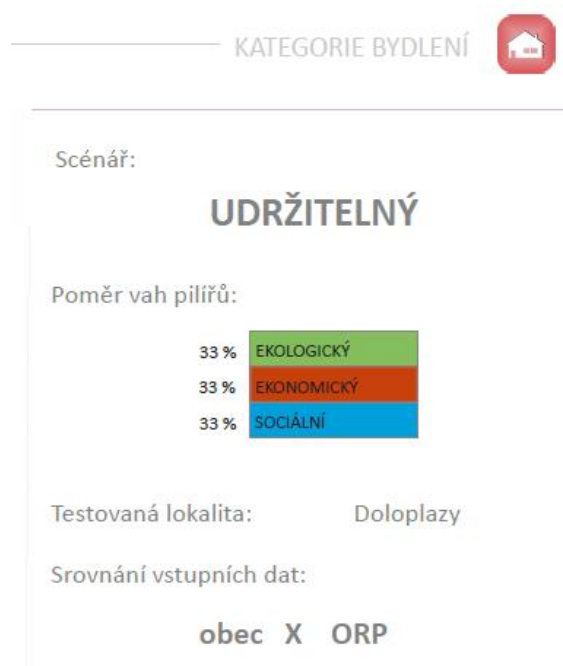 KATEGORIE BYDLENÍ
Scénář:
UDRŽITELNÝ
Poměr vah pilířů:
33 % EKOLOGICKÝ
33 % EKONOMICKÝ
33 % SOCIÁLNÍ
Testovaná lokalita: Doloplazy
Srovnání vstupních dat:
obec X ORP